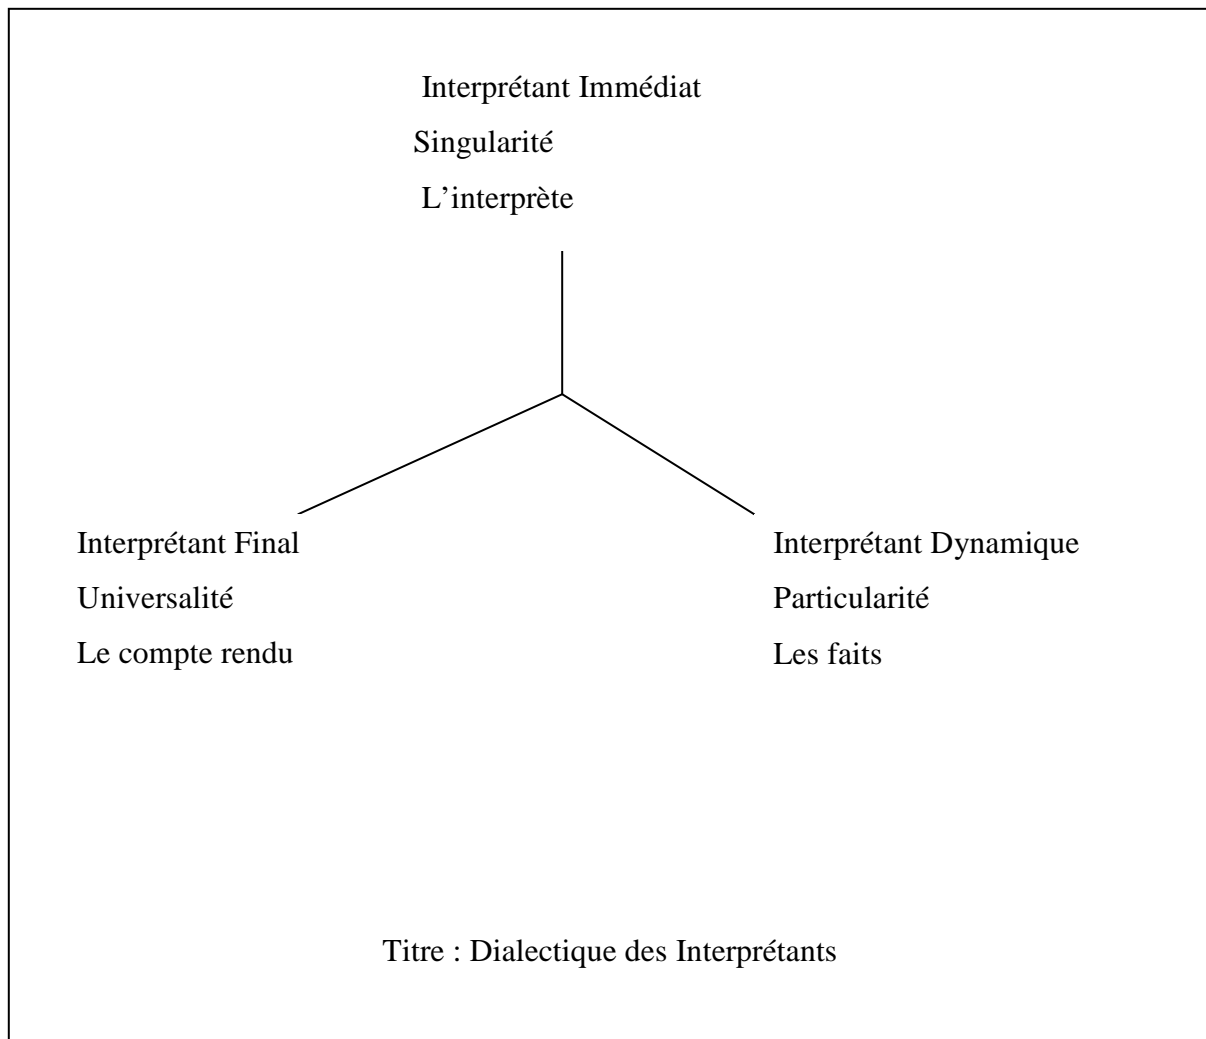 Interprétant Immédiat
Singularité
L’interprète
Interprétant Final
Universalité
Le compte rendu
Interprétant Dynamique
Particularité
Les faits
Titre : Dialectique des Interprétants